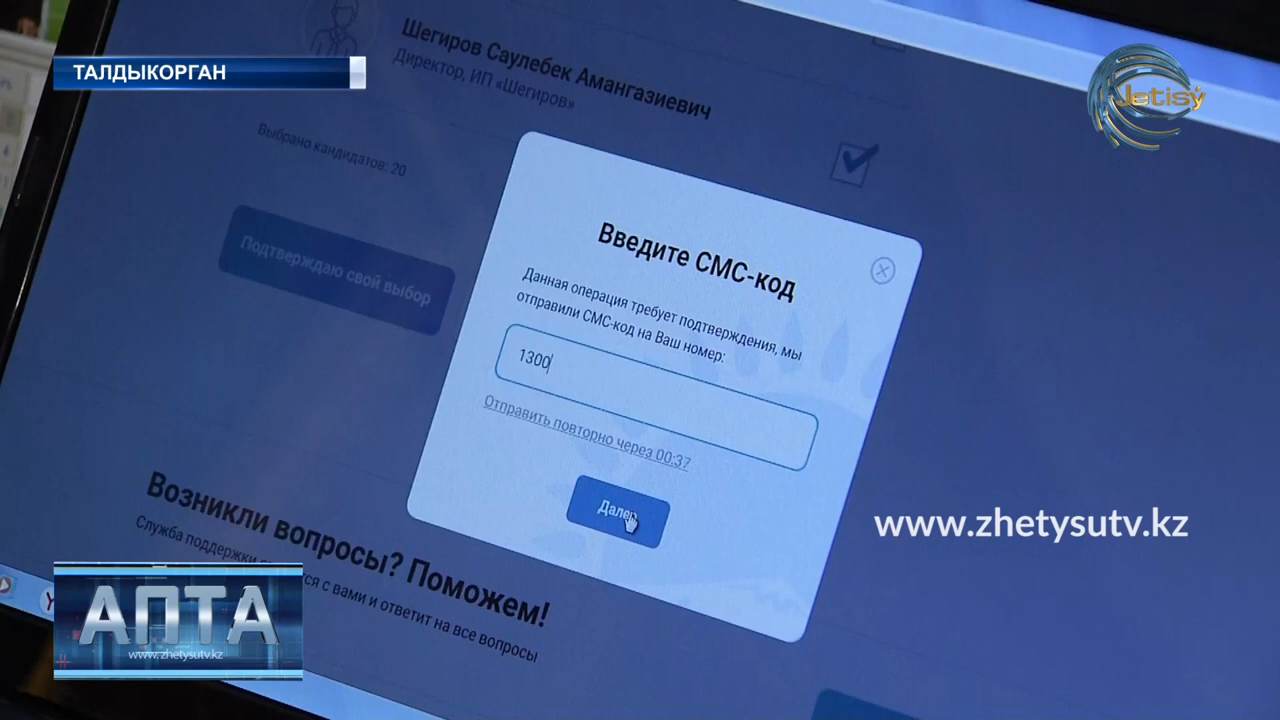 ТАЛДЫКОРГАН
Jetisý
Шегиров Саулебек Амангазиевич
Директор, ИП «Шегиров»
Выбрано кандидатов: 20
Подтверждаю свой выбор
Введите СМС-код
Данная операция требует подтверждения, мы
отправили СМС-код на Ваш номер:
1300
Отправить повторно через 00:37
Далее
Возникли вопросы? Поможем!
Служба поддержки с вами и ответит на все вопросы
www.zhetysutv.kz
АПТА
www.zhetysutv.kz